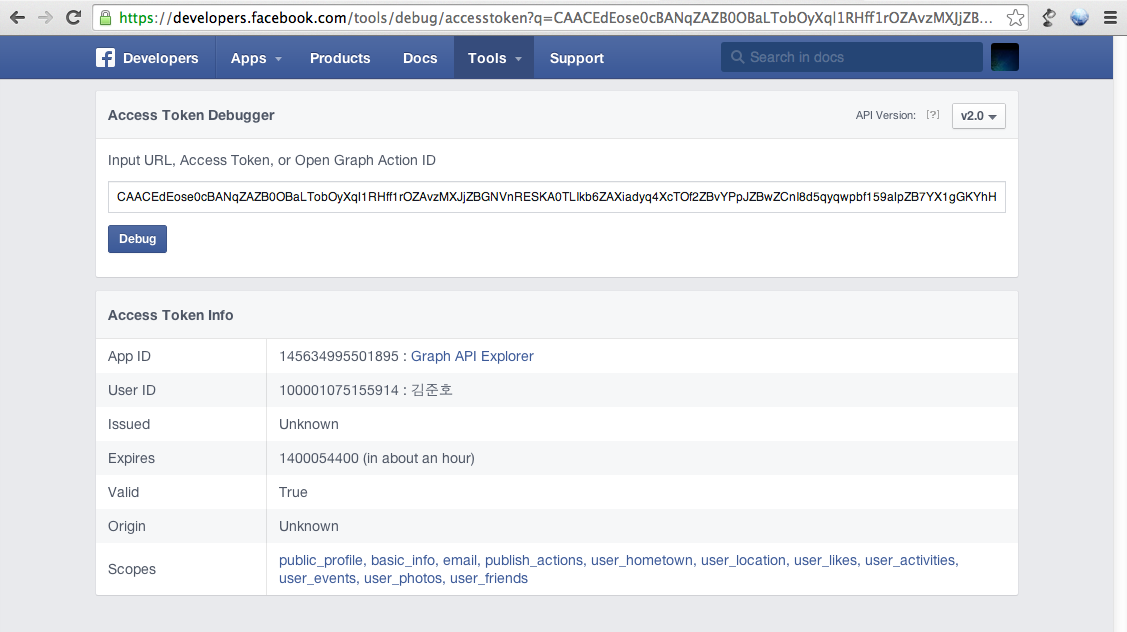 https://developers.facebook.com/tools/debug/accesstoken?q=CAACEdEose0cBANqZAZB0OBaLTobOyXqI1RHff1rOZAvzMXJjZB...
Developers Apps Products Docs Tools Support Search in docs
Access Token Debugger API Version: [?] v2.0
Input URL, Access Token, or Open Graph Action ID
CAACEdEose0cBANqZAZB0OBaLTobOyXqI1RHff1rOZAvzMXJjZBGNVnRESKA0TLIkb6ZAXiadyq4XcTOf2ZBvYPpJZBwZCnI8d5qyqwpbf159alpZB7YX1gGKYhH
Debug
Access Token Info
App ID 145634995501895 : Graph API Explorer
User ID 100001075155914 : 김준호
Issued Unknown
Expires 1400054400 (in about an hour)
Valid True
Origin Unknown
Scopes public_profile, basic_info, email, publish_actions, user_hometown, user_location, user_likes, user_activities,
user_events, user_photos, user_friends